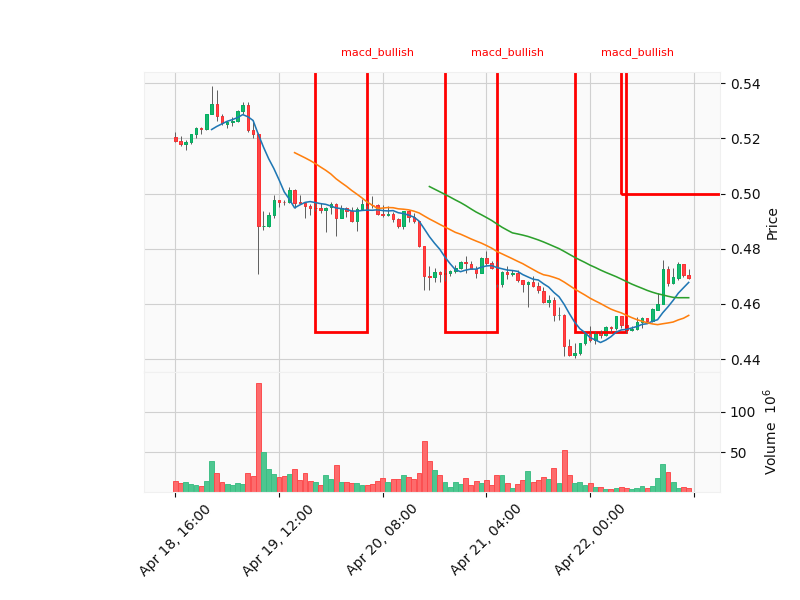 macd_bullish macd_bullish macd_bullish
0.54
0.52
0.50
0.48
0.46
0.44
Price
100
50
Volume 10^6
Apr 18, 16:00
Apr 19, 12:00
Apr 20, 08:00
Apr 21, 04:00
Apr 22, 00:00